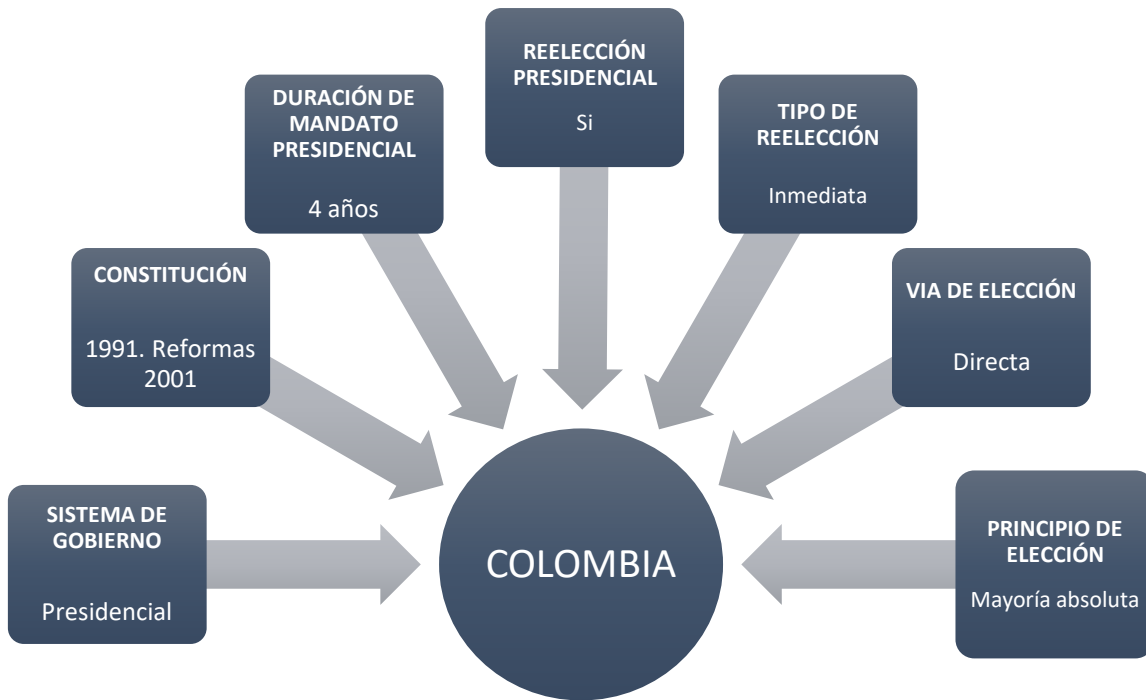 SISTEMA DE
GOBIERNO
Presidencial
CONSTITUCIÓN
1991. Reformas
2001
DURACIÓN DE
MANDATO
PRESIDENCIAL
4 años
REELECCIÓN
PRESIDENCIAL
Si
TIPO DE
REELECCIÓN
Inmediata
VIA DE ELECCIÓN
Directa
PRINCIPIO DE
ELECCIÓN
Mayoría absoluta
COLOMBIA